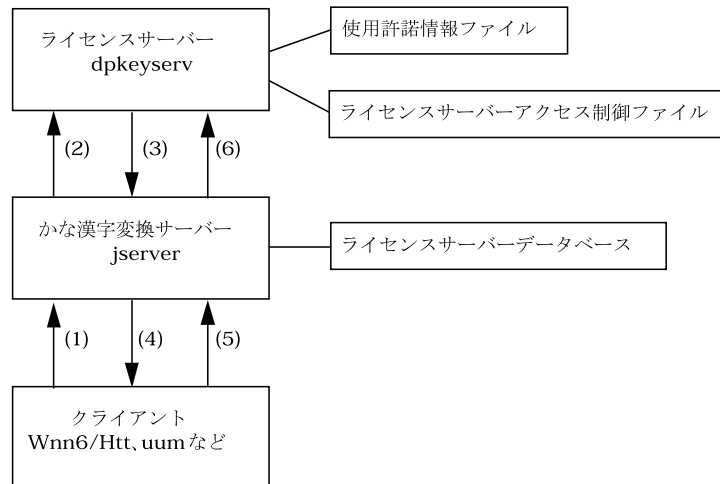 ライセンスサーバー
dpkeyserv
使用許諾情報ファイル
ライセンスサーバーアクセス制御ファイル
(2)
(3)
(6)
かな漢字変換サーバー
jserver
ライセンスサーバーデータベース
(1)
(4)
(5)
クライアント
Wnn6/Htt、uumなど